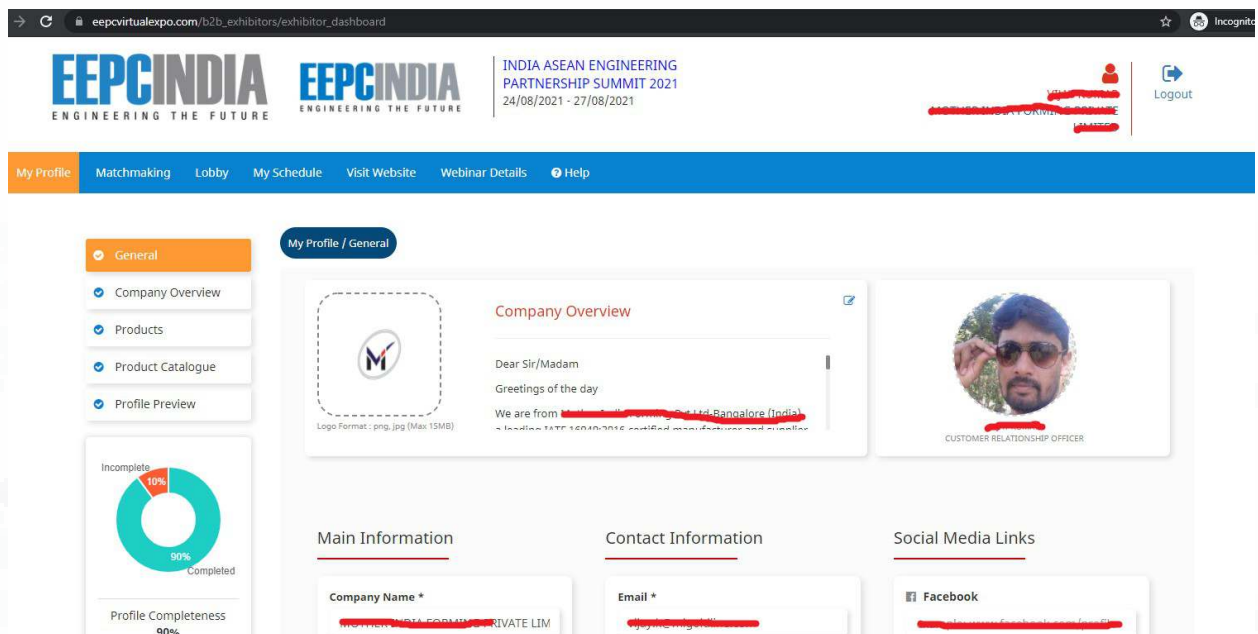 eepcvirtualexpo.com/b2b_exhibitors/exhibitor_dashboard
Incognito
EEPCINDIA
ENGINEERING THE FUTURE
EEPCINDIA
ENGINEERING THE FUTURE
INDIA ASEAN ENGINEERING
PARTNERSHIP SUMMIT 2021
24/08/2021 - 27/08/2021
Logout
My Profile Matchmaking Lobby My Schedule Visit Website Webinar Details Help
General
Company Overview
Products
Product Catalogue
Profile Preview
My Profile / General
Logo Format : png, jpg (Max 15MB)
Company Overview
Dear Sir/Madam
Greetings of the day
We are from
CUSTOMER RELATIONSHIP OFFICER
Incomplete
10%
90%
Completed
Profile Completeness
90%
Main Information
Company Name *
Contact Information
Email *
Social Media Links
Facebook